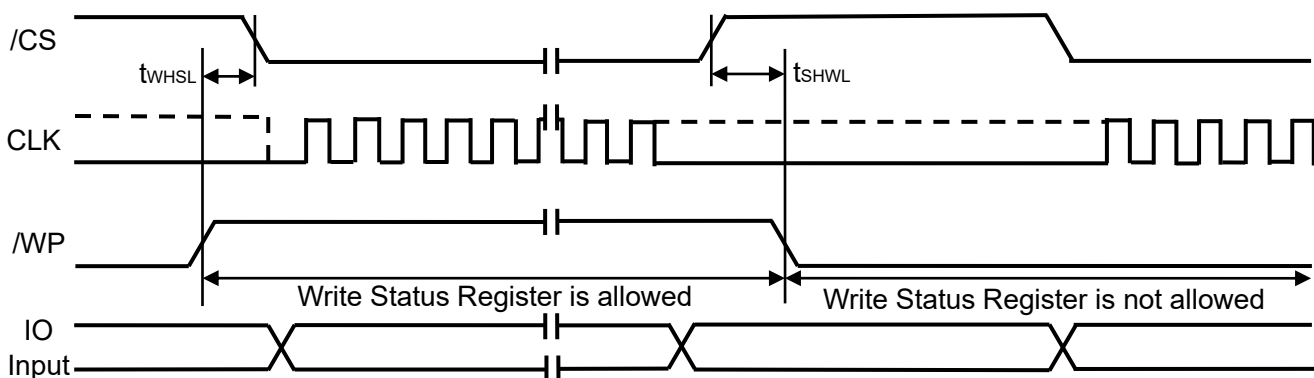 /CS
tWHSL
tSHWL
CLK
/WP
Write Status Register is allowed
Write Status Register is not allowed
IO
Input